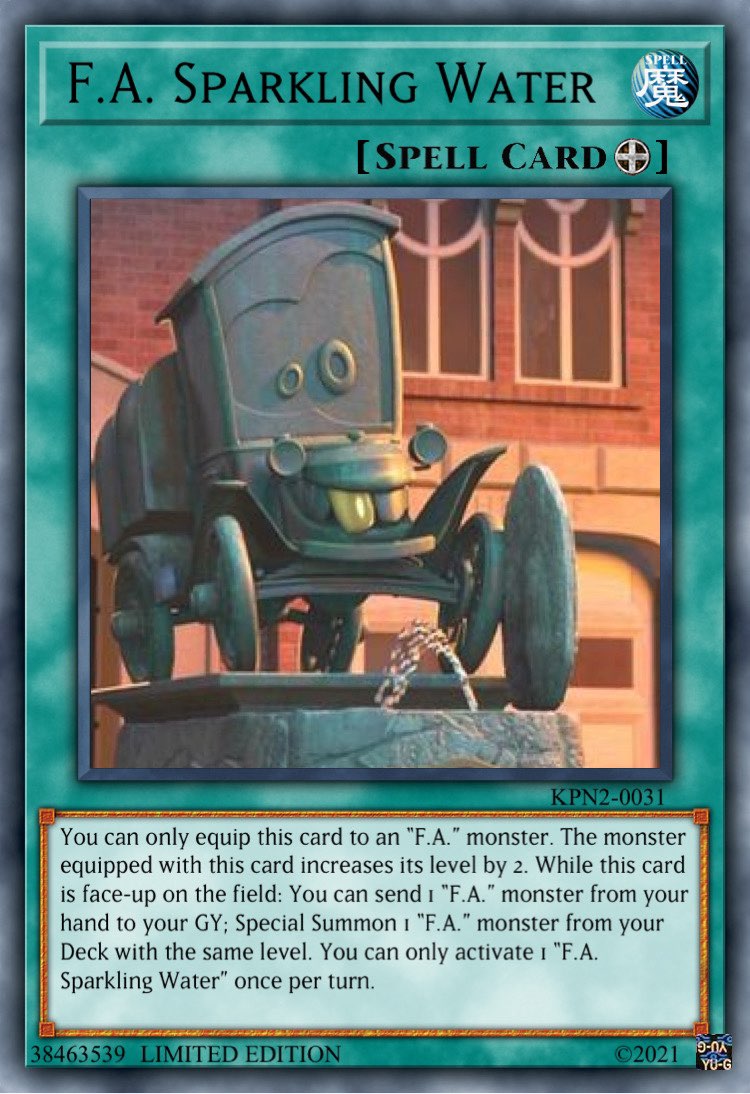 F.A. SPARKLING WATER
SPELL
魔
[SPELL CARD]
KPN2-0031
You can only equip this card to an "F.A." monster. The monster
equipped with this card increases its level by 2. While this card
is face-up on the field: You can send 1 "F.A." monster from your
hand to your GY; Special Summon 1 "F.A." monster from your
Deck with the same level. You can only activate 1 "F.A.
Sparkling Water" once per turn.
38463539 LIMITED EDITION
©2021
YU-G
YU-G